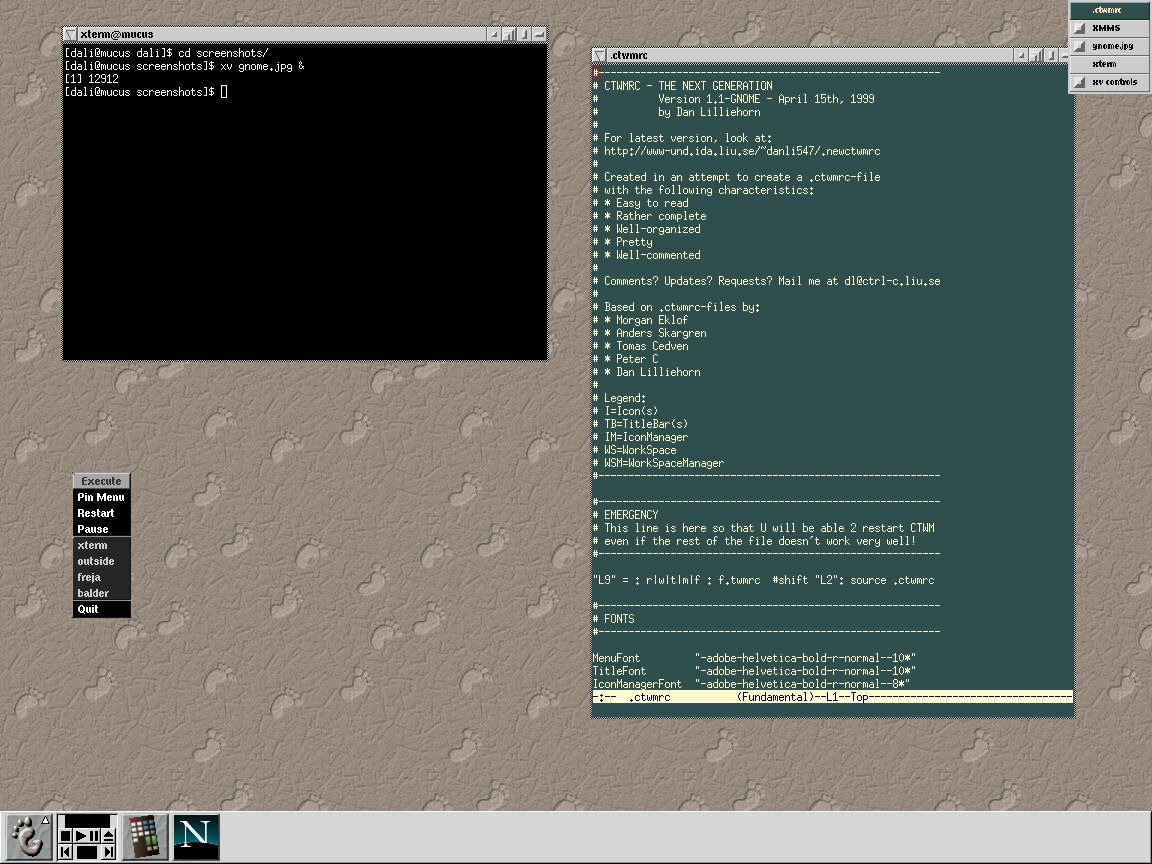 xterm@mucus
[dali@mucus dali]$ cd screenshots/
[dali@mucus screenshots]$ xv gnome.jpg &
[1] 12912
[dali@mucus screenshots]$
.ctwmrc
#----------------------------------------------------------
# CTWMRC - THE NEXT GENERATION
#          Version 1.1-GNOME - April 15th, 1999
#          by Dan Lilliehorn
#
# For latest version, look at:
# http://www-und.ida.liu.se/~danli547/.newctwmrc
#
# Created in an attempt to create a .ctwmrc-file
# with the following characteristics:
# * Easy to read
# * Rather complete
# * Well-organized
# * Pretty
# * Well-commented
#
# Comments? Updates? Requests? Mail me at dl@ctrl-c.liu.se
#
# Based on .ctwmrc-files by:
# * Morgan Eklof
# * Anders Skargren
# * Tomas Cedven
# * Peter C
# * Dan Lilliehorn
#
# Legend:
# I=Icon(s)
# TB=TitleBar(s)
# IM=IconManager
# WS=WorkSpace
# WSM=WorkSpaceManager
#----------------------------------------------------------
#----------------------------------------------------------
# EMERGENCY
# This line is here so that U will be able 2 restart CTWM
# even if the rest of the file doesn't work very well!
#----------------------------------------------------------
"L9" = : r|w|t|m|f : f.twmrc  #shift "L2": source .ctwmrc
#----------------------------------------------------------
# FONTS
#----------------------------------------------------------
MenuFont         "-adobe-helvetica-bold-r-normal--10*"
TitleFont        "-adobe-helvetica-bold-r-normal--10*"
IconManagerFont  "-adobe-helvetica-bold-r-normal--8*"
-:--  .ctwmrc           (Fundamental)--L1--Top----------------------------------
.ctwmrc
XMMS
gnome.jpg
xterm
xv controls
Execute
Pin Menu
Restart
Pause
xterm
outside
freja
balder
Quit
N